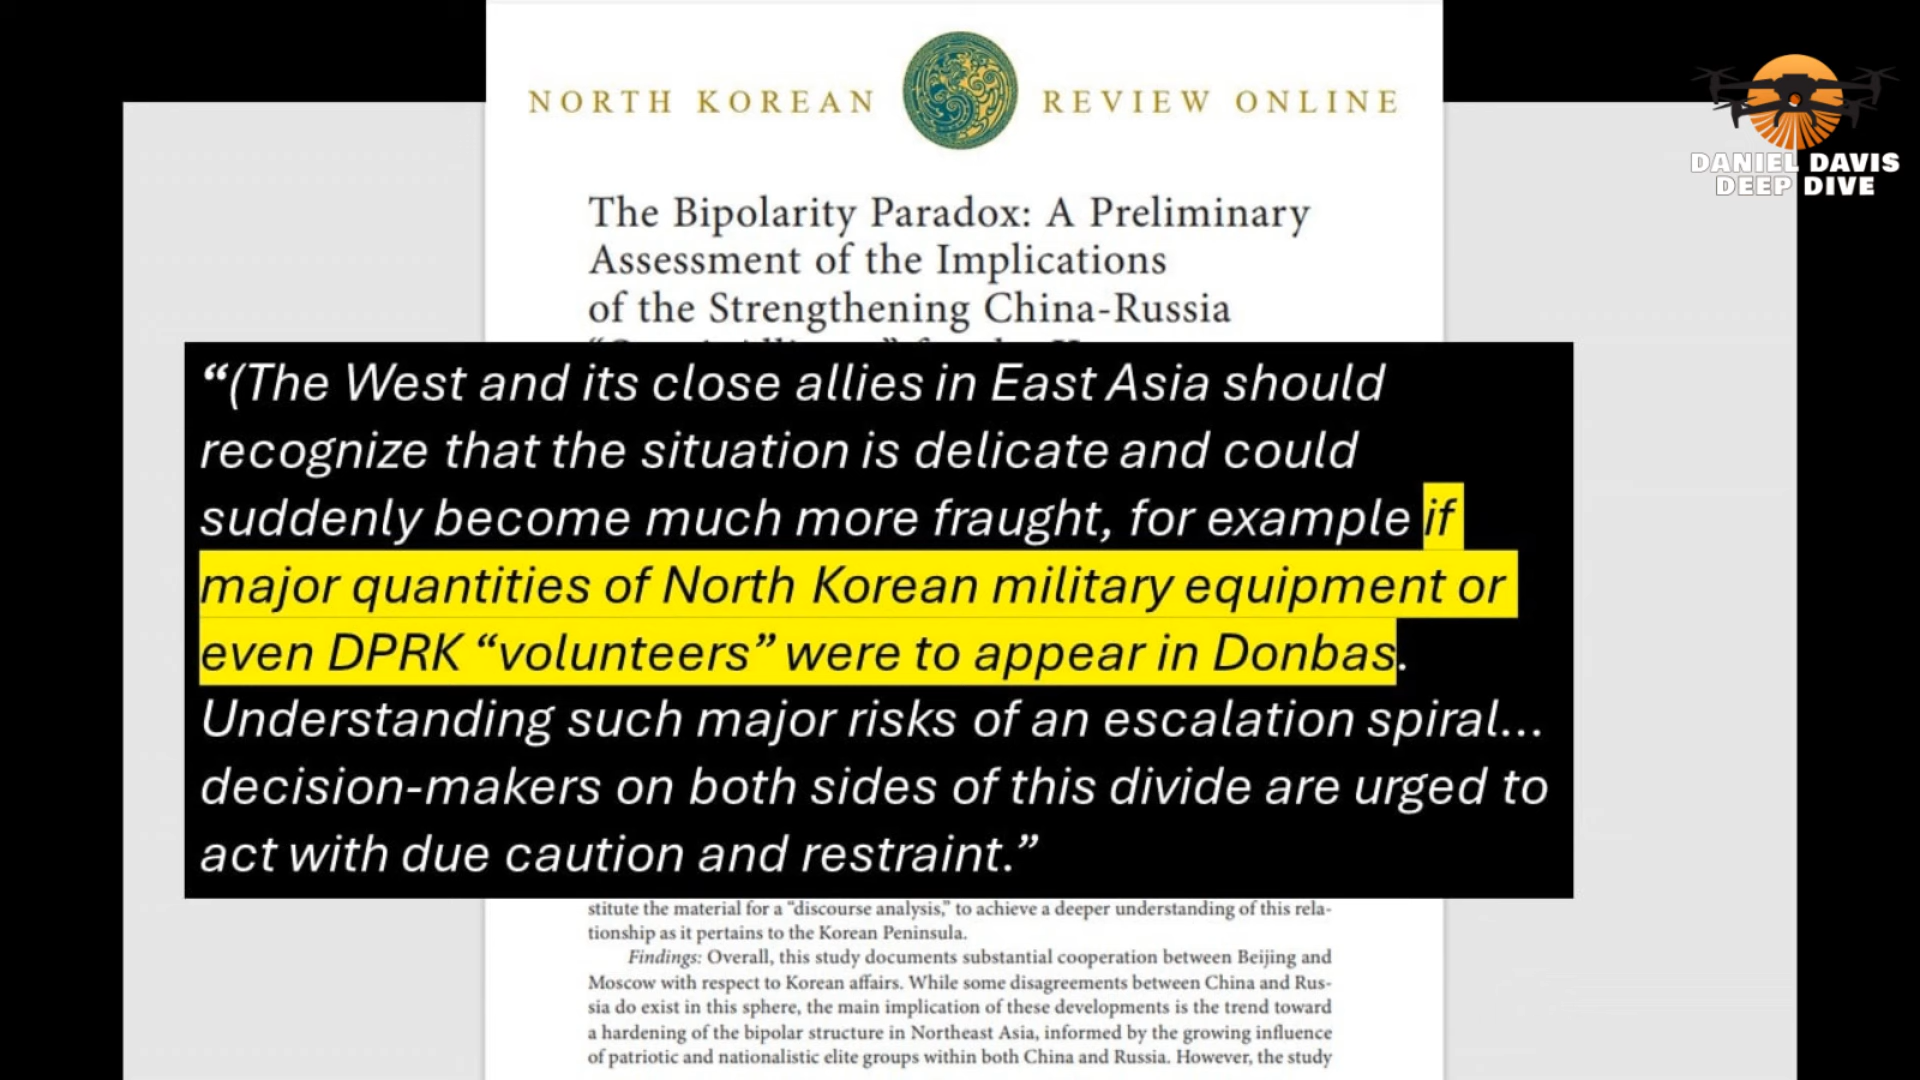 NORTH KOREAN REVIEW ONLINE
DANIEL DAVIS
DEEP DIVE
The Bipolarity Paradox: A Preliminary
Assessment of the Implications
of the Strengthening China-Russia
“(The West and its close allies in East Asia should
recognize that the situation is delicate and could
suddenly become much more fraught, for example if
major quantities of North Korean military equipment or
even DPRK “volunteers” were to appear in Donbas.
Understanding such major risks of an escalation spiral...
decision-makers on both sides of this divide are urged to
act with due caution and restraint.”
stitute the material for a “discourse analysis,” to achieve a deeper understanding of this rela-
tionship as it pertains to the Korean Peninsula.
Findings: Overall, this study documents substantial cooperation between Beijing and
Moscow with respect to Korean affairs. While some disagreements between China and Rus-
sia do exist in this sphere, the main implication of these developments is the trend toward
a hardening of the bipolar structure in Northeast Asia, informed by the growing influence
of patriotic and nationalistic elite groups within both China and Russia. However, the study